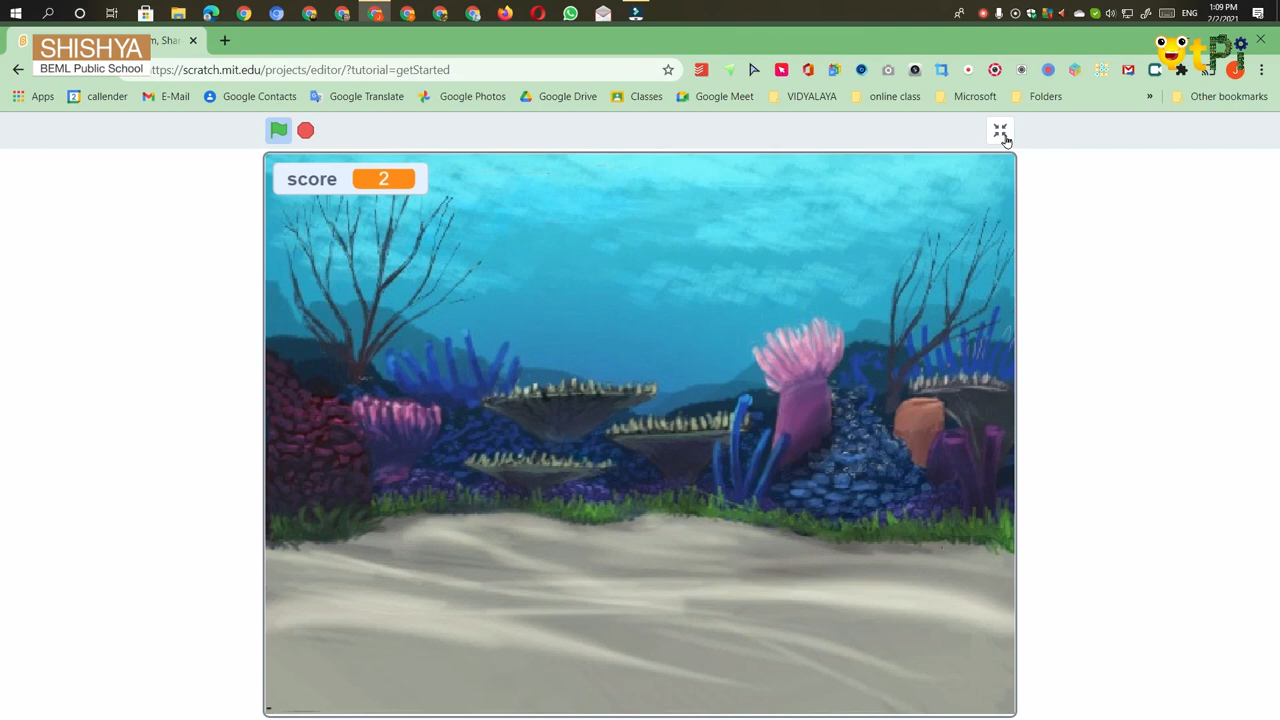 1:09 PM
ENG
2/2/2021
SHISHYA
BEML Public School
m, Shar
https://scratch.mit.edu/projects/editor/?tutorial=getStarted
Apps
callender
E-Mail
Google Contacts
Google Translate
Google Photos
Google Drive
Classes
Google Meet
VIDYALAYA
online class
Microsoft
Folders
»
Other bookmarks
score 2